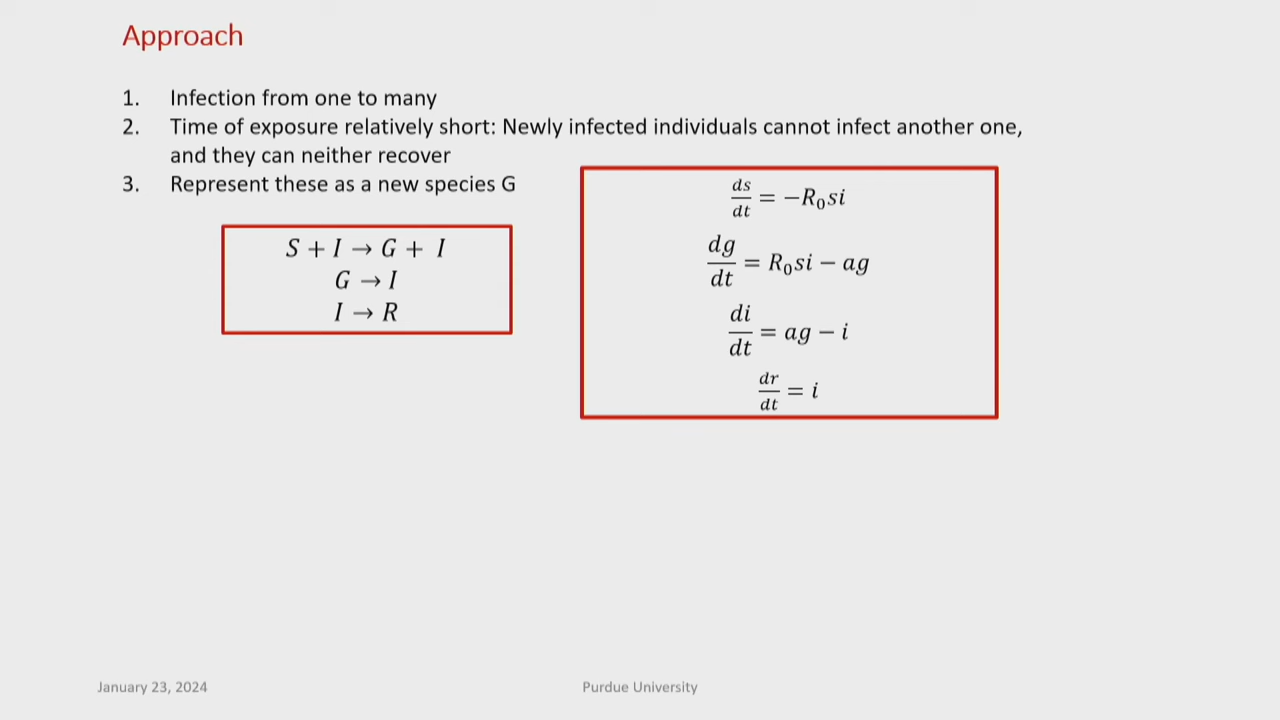 Approach
1. Infection from one to many
2. Time of exposure relatively short: Newly infected individuals cannot infect another one,
and they can neither recover
3. Represent these as a new species G
S + I → G + I
G → I
I → R
ds/dt = −R₀si
dg/dt = R₀si − ag
di/dt = ag − i
dr/dt = i
January 23, 2024
Purdue University